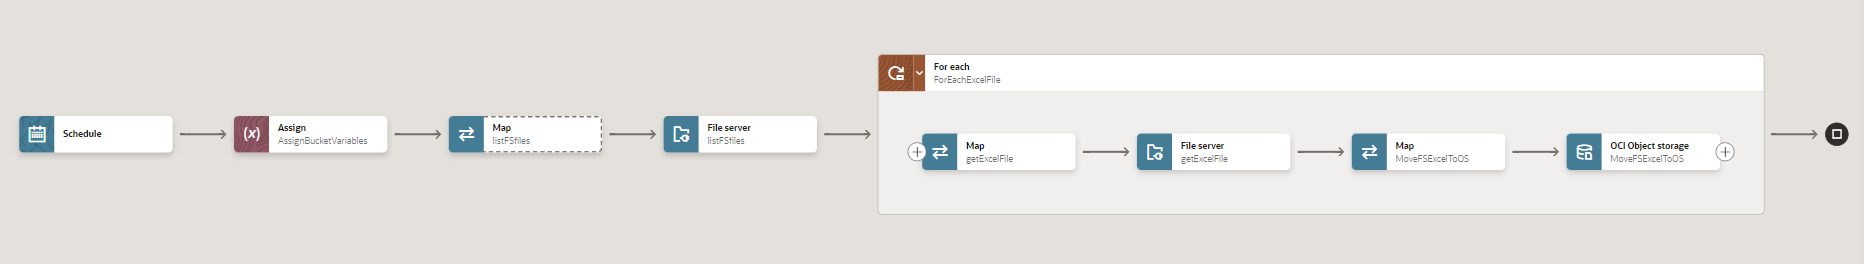 For each
ForEachExcelFile
Schedule
(x)
Assign
AssignBucketVariables
Map
listFSfiles
File server
listFSfiles
Map
getExcelFile
File server
getExcelFile
Map
MoveFSExcelToOS
OCI Object storage
MoveFSExcelToOS